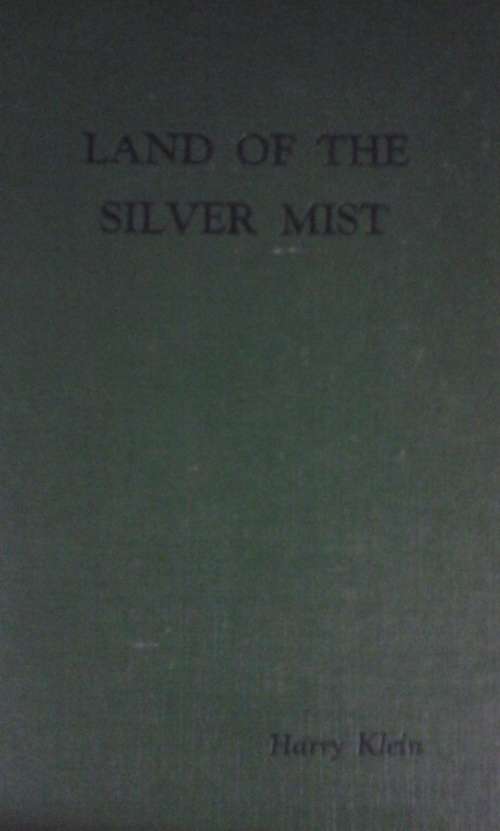 LAND OF THE
SILVER MIST
Harry Klein